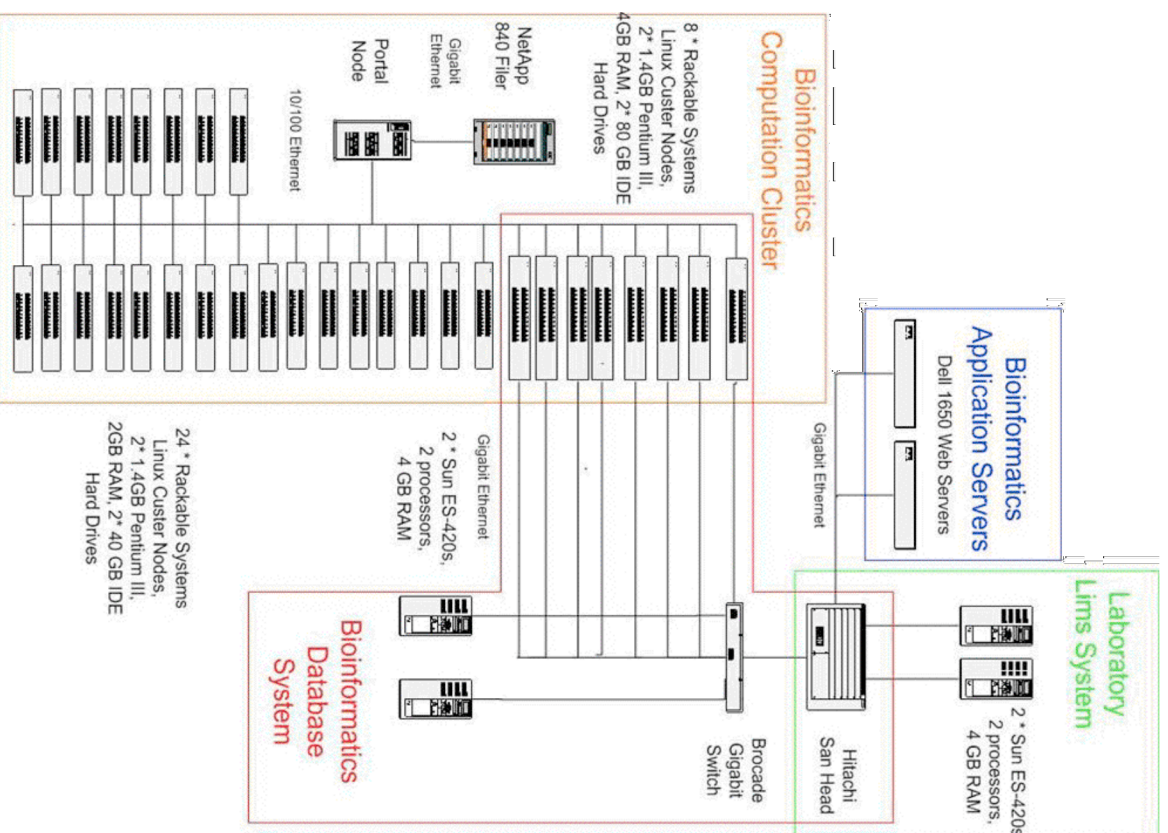 Bioinformatics
Computation Cluster
8 * Rackable Systems
Linux Custer Nodes,
2* 1.4GB Pentium III,
4GB RAM, 2* 80 GB IDE
Hard Drives
NetApp
840 Filer
Gigabit
Ethernet
Portal
Node
10/100 Ethernet
Bioinformatics
Application Servers
Dell 1650 Web Servers
Gigabit Ethernet
Gigabit Ethernet
2 * Sun ES-420s,
2 processors,
4 GB RAM
24 * Rackable Systems
Linux Custer Nodes,
2* 1.4GB Pentium III,
2GB RAM, 2* 40 GB IDE
Hard Drives
Laboratory
Lims System
2 * Sun ES-420s
2 processors,
4 GB RAM
Hitachi
San Head
Brocade
Gigabit
Switch
Bioinformatics
Database
System